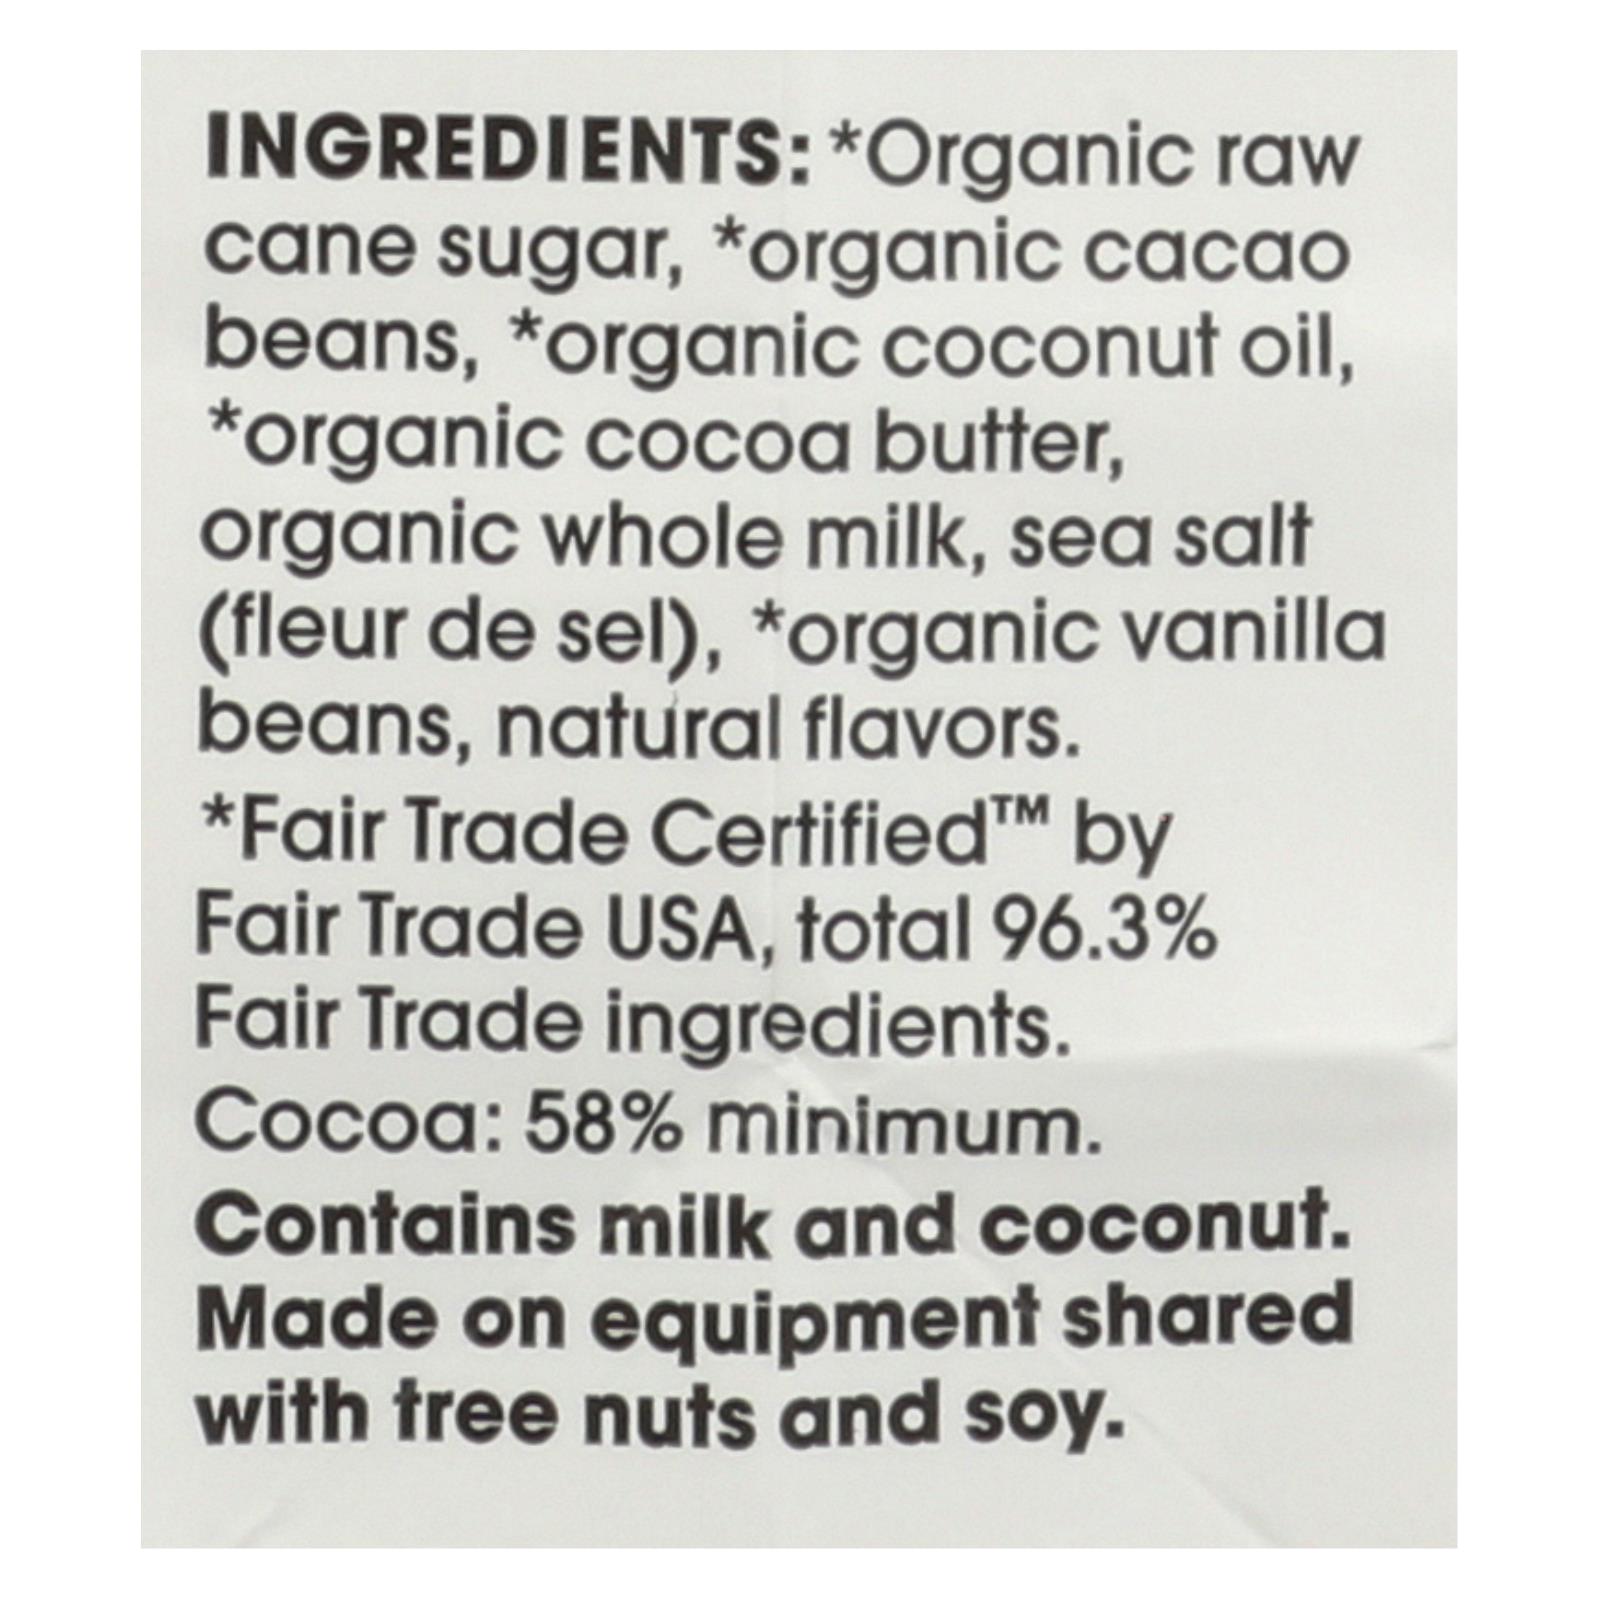 INGREDIENTS: *Organic raw
cane sugar, *organic cacao
beans, *organic coconut oil,
*organic cocoa butter,
organic whole milk, sea salt
(fleur de sel), *organic vanilla
beans, natural flavors.
*Fair Trade Certified™ by
Fair Trade USA, total 96.3%
Fair Trade ingredients.
Cocoa: 58% minimum.
Contains milk and coconut.
Made on equipment shared
with tree nuts and soy.